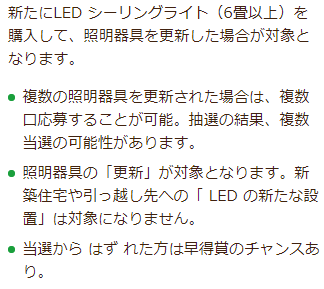 新たにLED シーリングライト（6畳以上）を
購入して、照明器具を更新した場合が対象と
なります。
複数の照明器具を更新された場合は、複数
口応募することが可能。抽選の結果、複数
当選の可能性があります。
照明器具の「更新」が対象となります。新
築住宅や引っ越し先への「 LED の新たな設
置」は対象になりません。
当選から はず れた方は早得賞のチャンスあ
り。